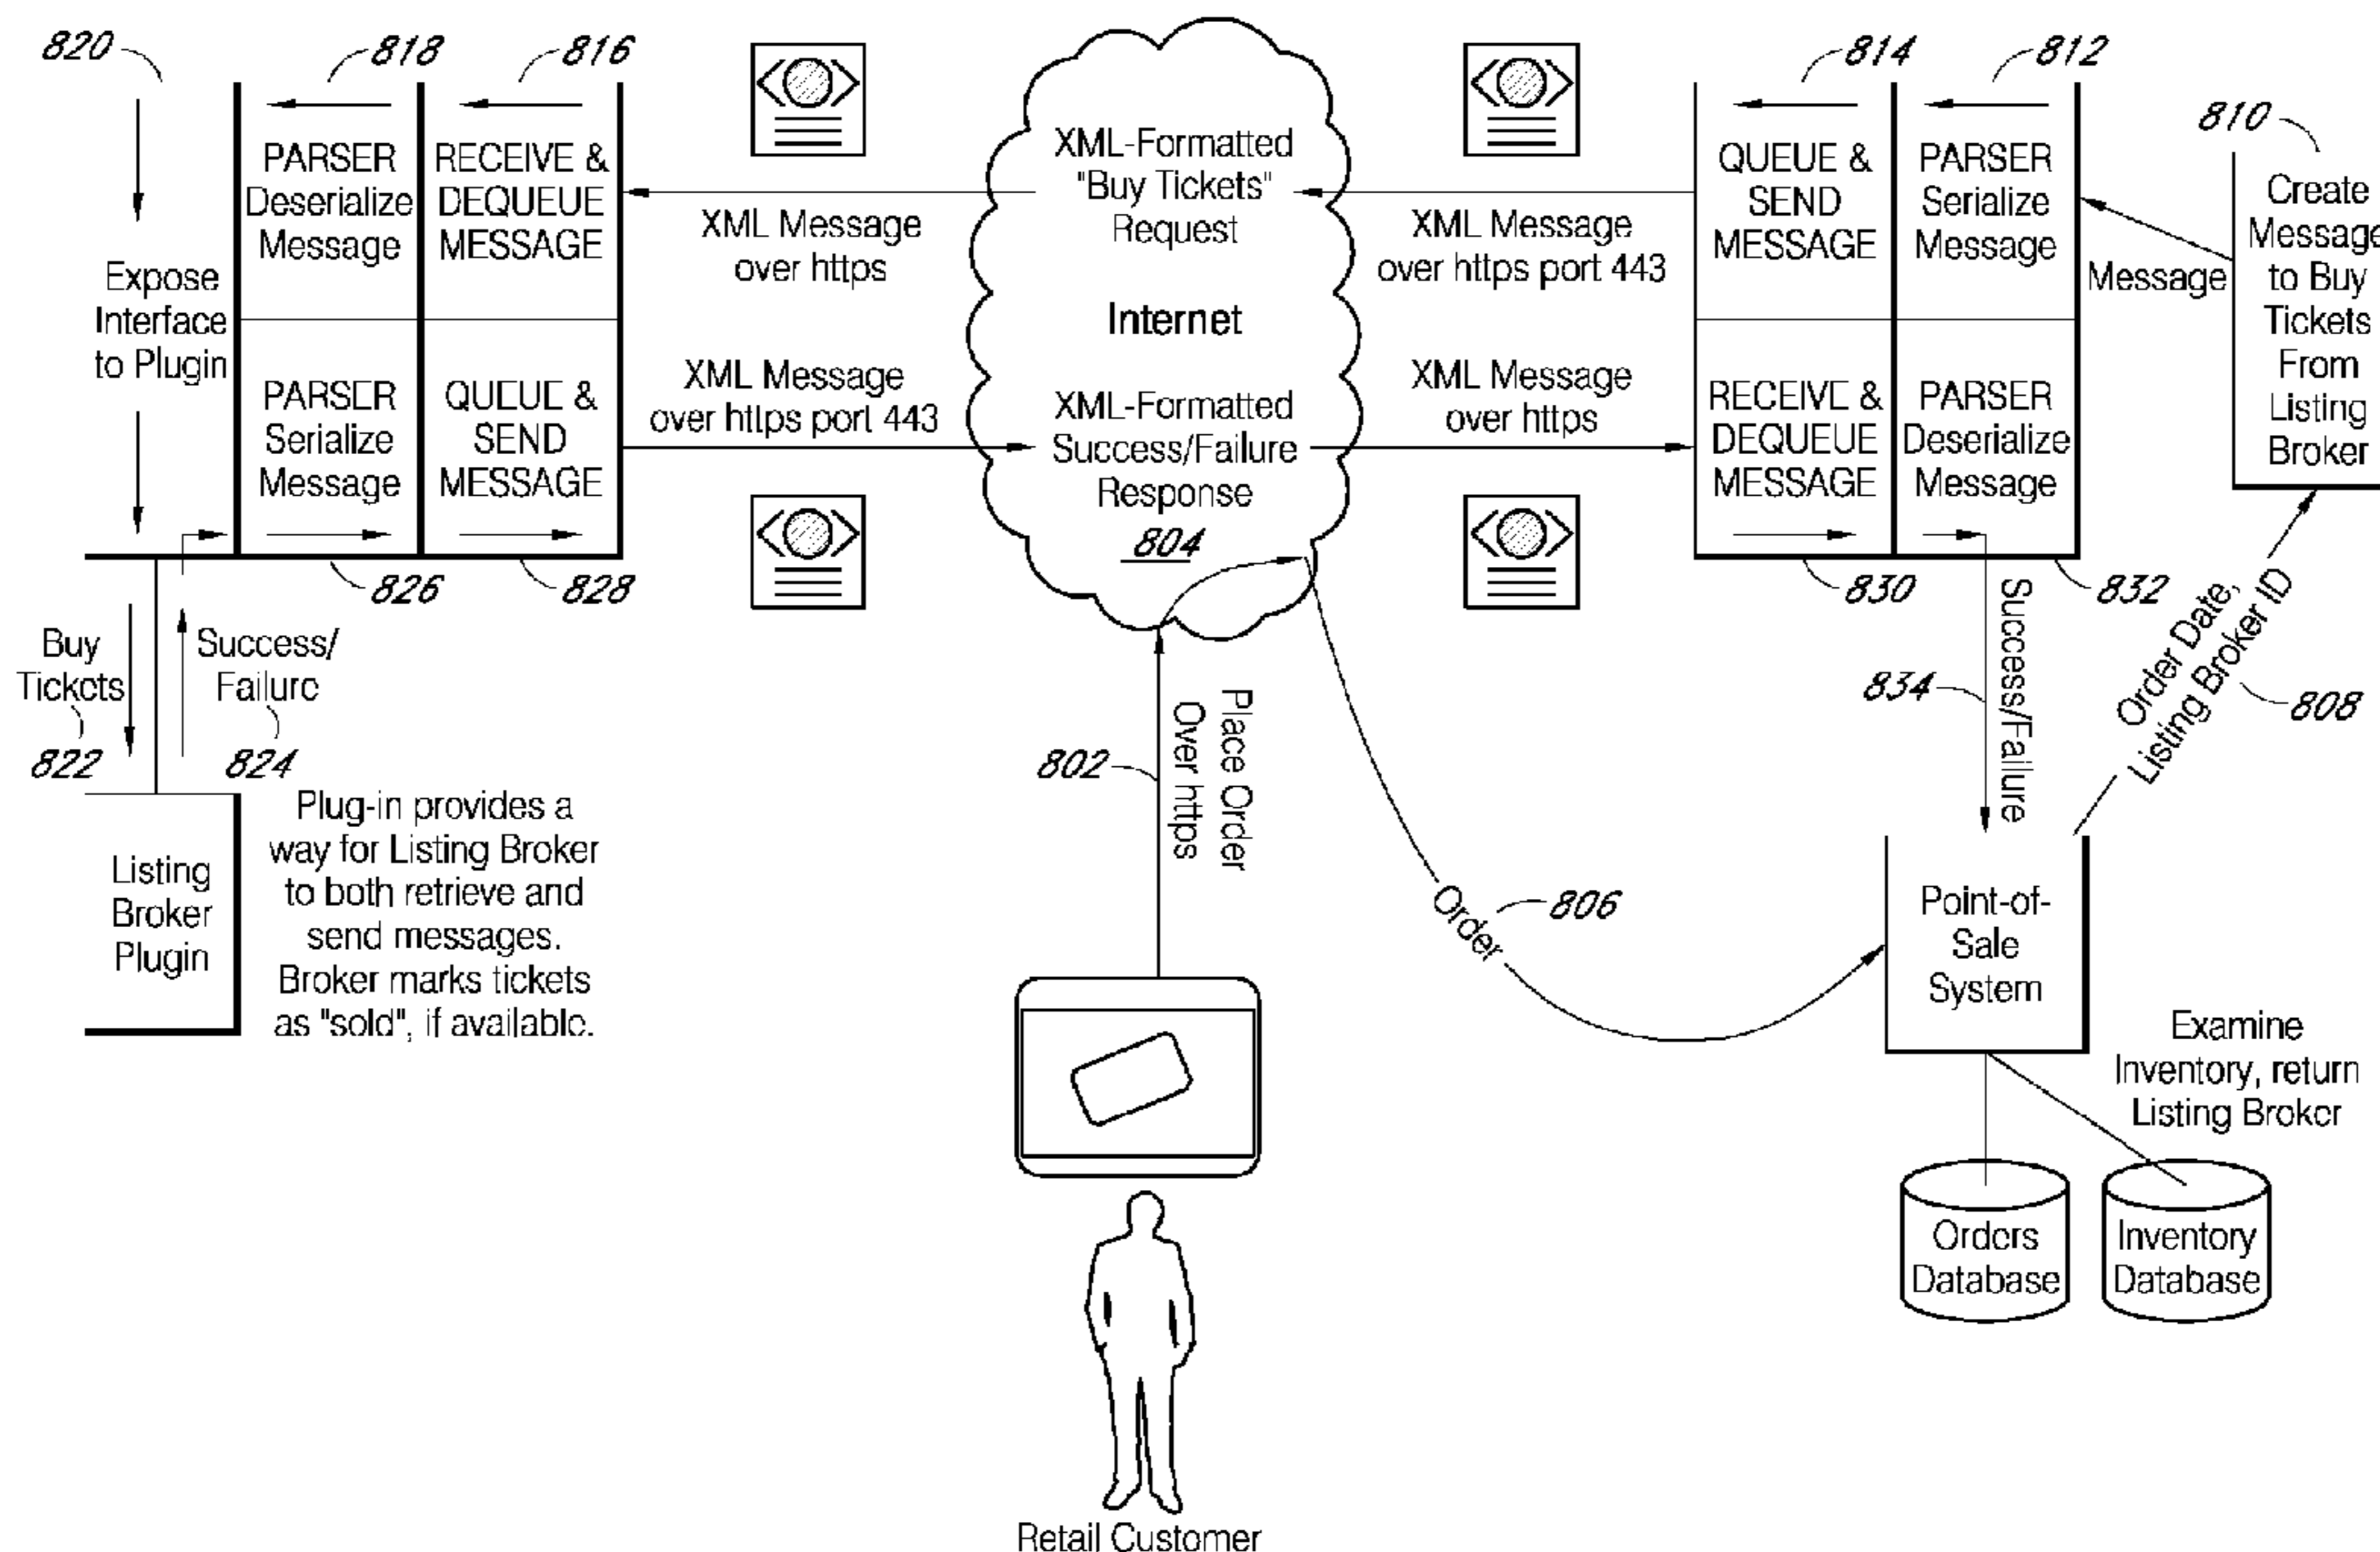 820
818
816
814
812
810
PARSER
Deserialize
Message
RECEIVE &
DEQUEUE
MESSAGE
XML Message
over https
XML-Formatted
"Buy Tickets"
Request
XML Message
over https port 443
QUEUE &
SEND
MESSAGE
PARSER
Serialize
Message
Message
Create
Message
to Buy
Tickets
From
Listing
Broker
Expose
Interface
to Plugin
Internet
PARSER
Serialize
Message
QUEUE &
SEND
MESSAGE
XML Message
over https port 443
XML-Formatted
Success/Failure
Response
804
XML Message
over https
RECEIVE &
DEQUEUE
MESSAGE
PARSER
Deserialize
Message
826
828
830
832
Buy
Tickets
822
Success/
Failure
824
802
Place Order
Over https
834
Success/Failure
Order Date,
Listing Broker ID
808
Listing
Broker
Plugin
Plug-in provides a
way for Listing Broker
to both retrieve and
send messages.
Broker marks tickets
as "sold", if available.
Order
806
Point-of-
Sale
System
Examine
Inventory, return
Listing Broker
Orders
Database
Inventory
Database
Retail Customer